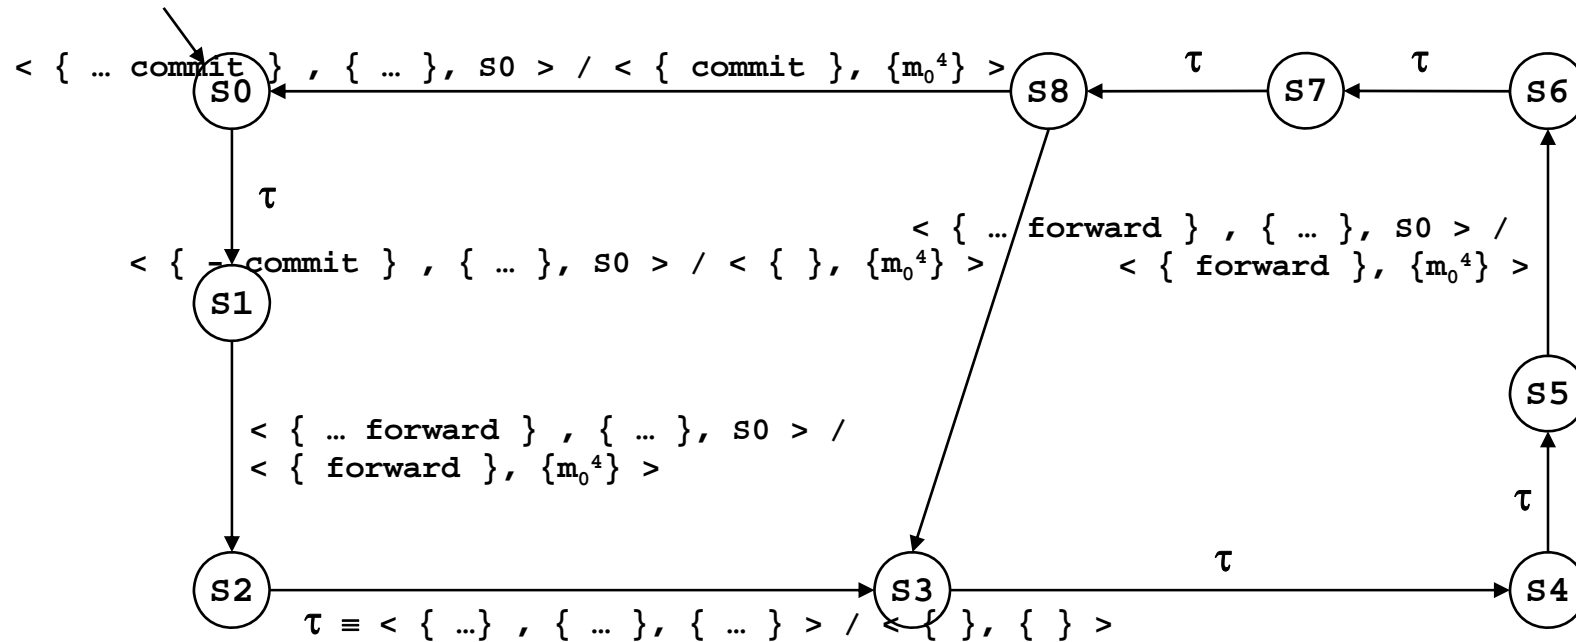 < { … commit } , { … }, S0 > / < { commit }, {m₀⁴} >
S0
S8
τ
S7
τ
S6
τ
< { … forward } , { … }, S0 > /
< { forward }, {m₀⁴} >
< { - commit } , { … }, S0 > / < { }, {m₀⁴} >
S1
S5
< { … forward } , { … }, S0 > /
< { forward }, {m₀⁴} >
τ
τ
S2
S3
S4
τ ≡ < { …} , { … }, { … } > / < { }, { } >